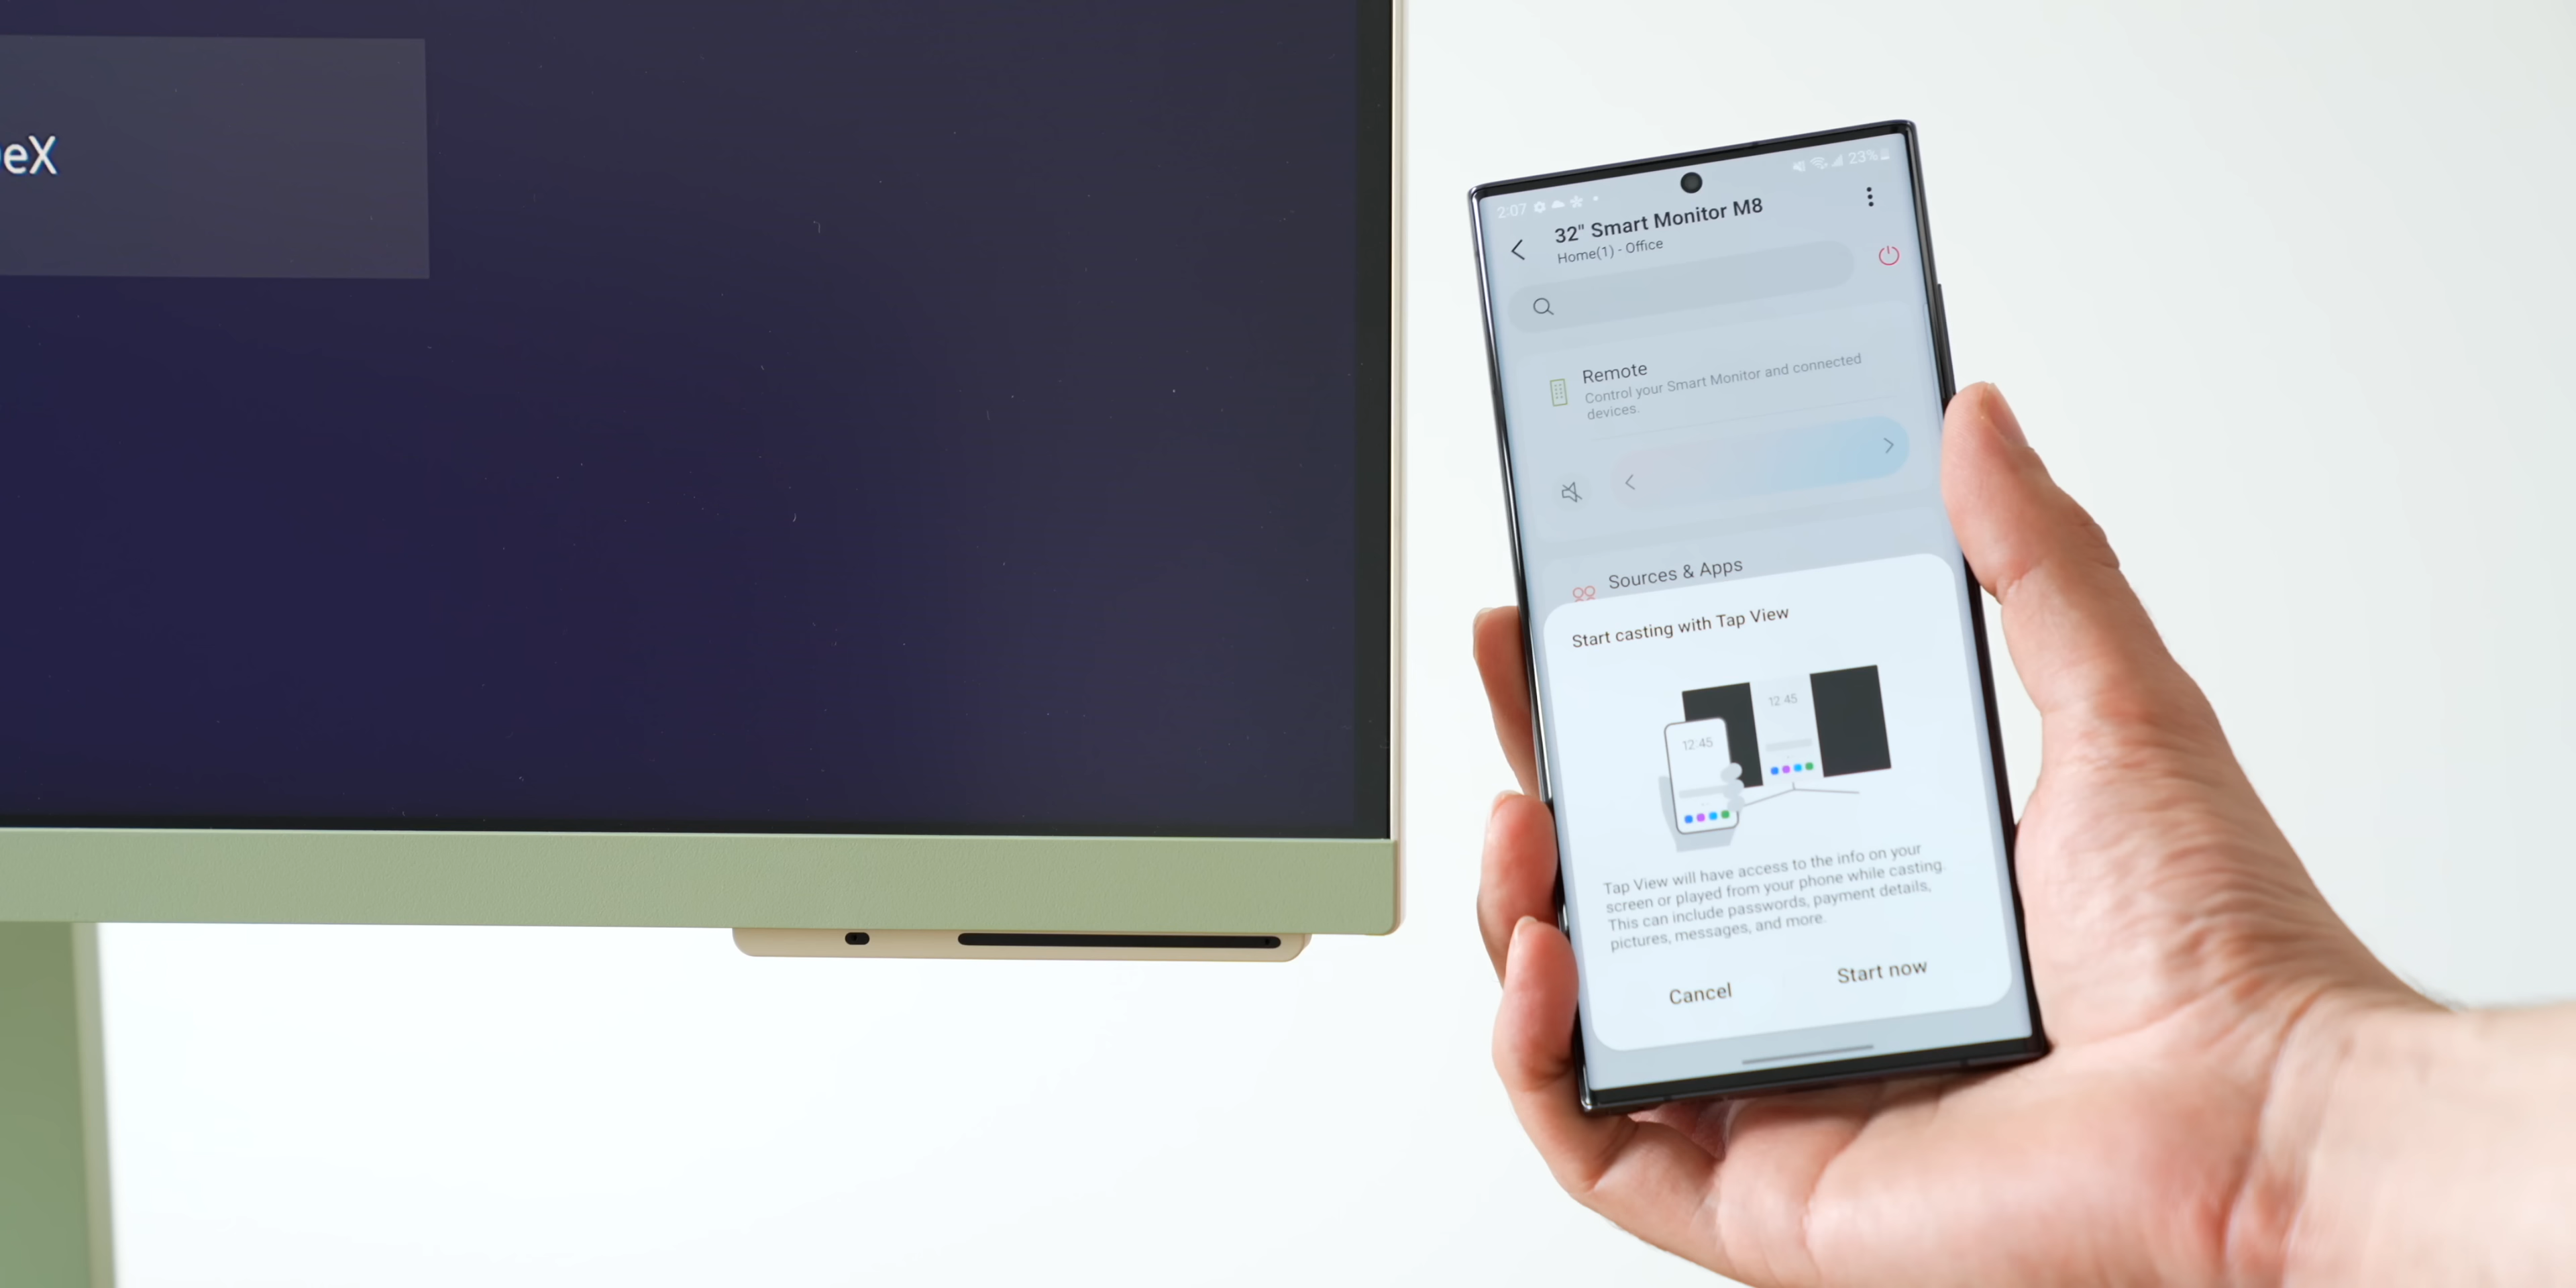 eX
2:07
23%
32" Smart Monitor M8
Home(1) - Office
Remote
Control your Smart Monitor and connected
devices.
Sources & Apps
Start casting with Tap View
12:45
12:45
Tap View will have access to the info on your
screen or played from your phone while casting.
This can include passwords, payment details,
pictures, messages, and more.
Cancel
Start now